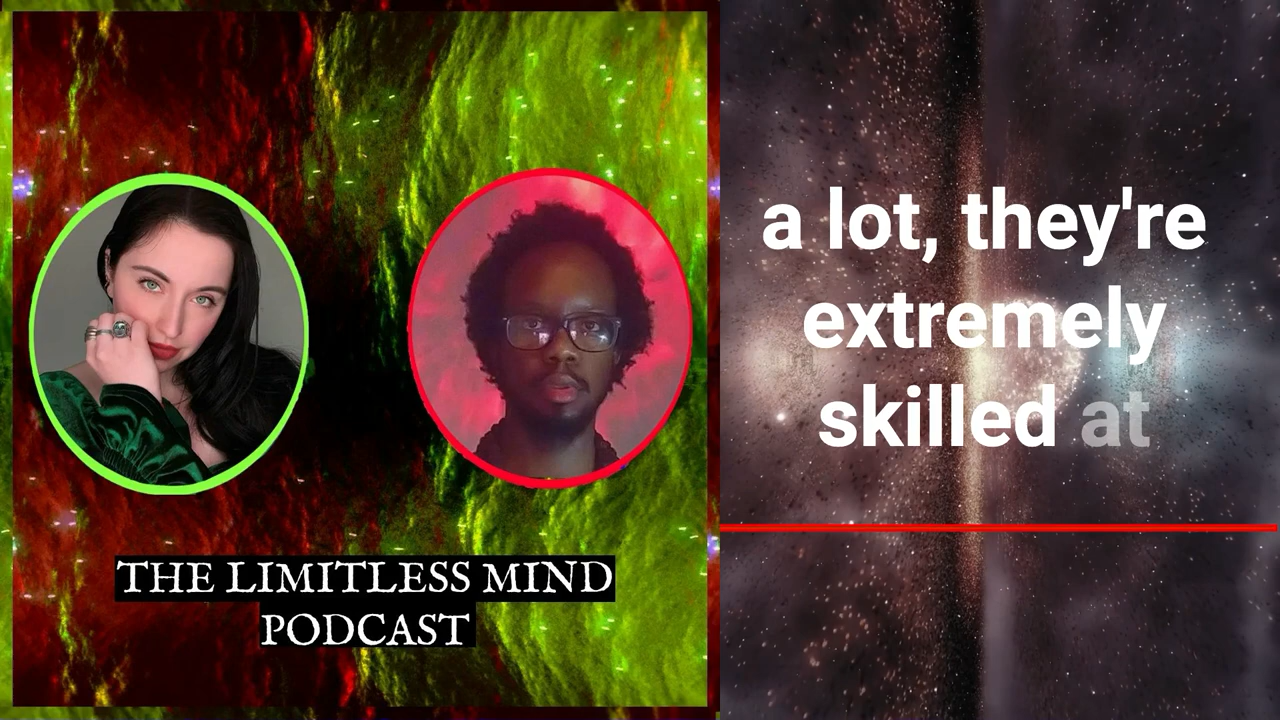 THE LIMITLESS MIND
PODCAST
a lot, they're
extremely
skilled at